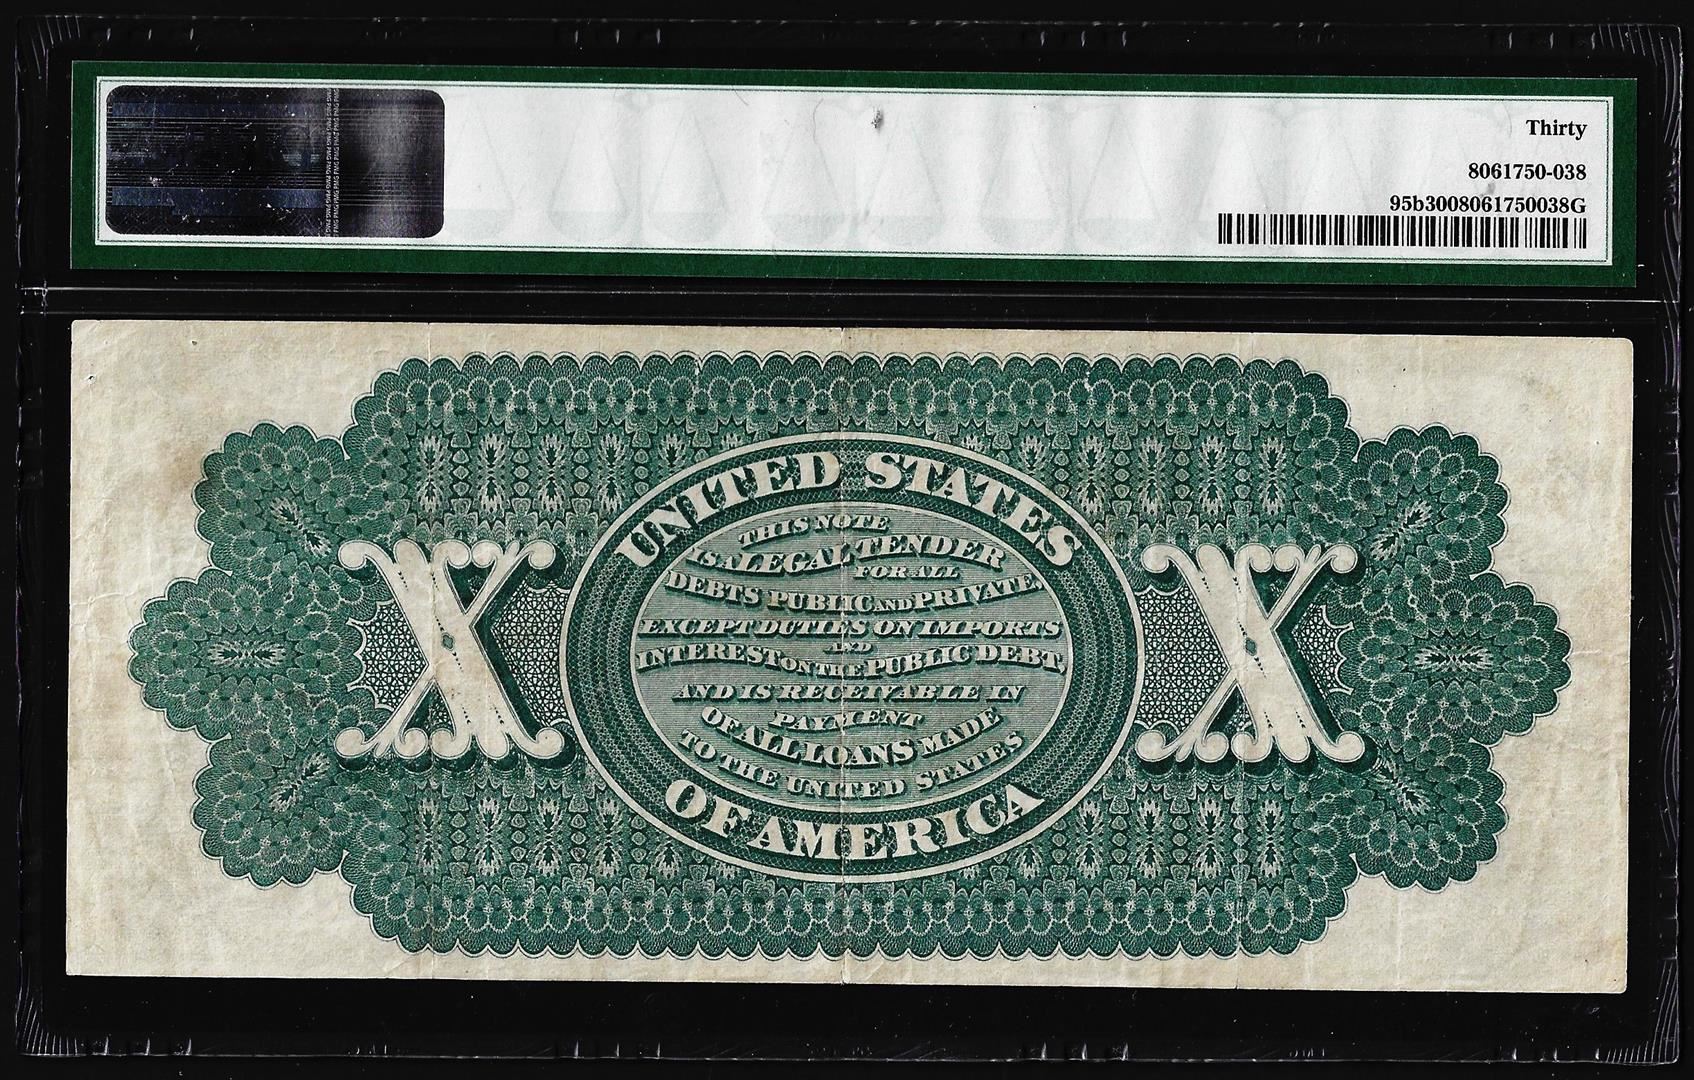 Thirty
8061750-038
95b3008061750038G
UNITED STATES
THIS NOTE
IS A LEGAL TENDER
FOR ALL
DEBTS PUBLIC AND PRIVATE,
EXCEPT DUTIES ON IMPORTS
AND
INTEREST ON THE PUBLIC DEBT,
AND IS RECEIVABLE IN
PAYMENT
OF ALL LOANS MADE
TO THE UNITED STATES
OF AMERICA
X X